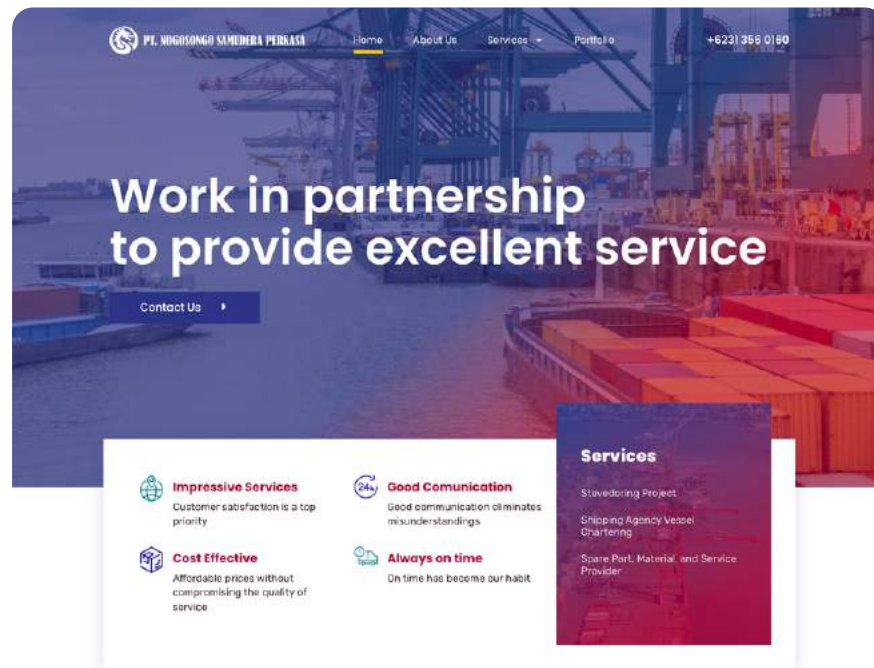 PT. NOGOSONGO SAMUDERA PERKASA
Home
About Us
Services
Portfolio
+6231 356 0160
Work in partnership
to provide excellent service
Contact Us
Impressive Services
Customer satisfaction is a top
priority
Good Comunication
Good communication eliminates
misunderstandings
Cost Effective
Affordable prices without
compromising the quality of
service
24
Always on time
On time has become our habit
Services
Stevedoring Project
Shipping Agency Vessel
Chartering
Spare Part, Material, and Service
Provider